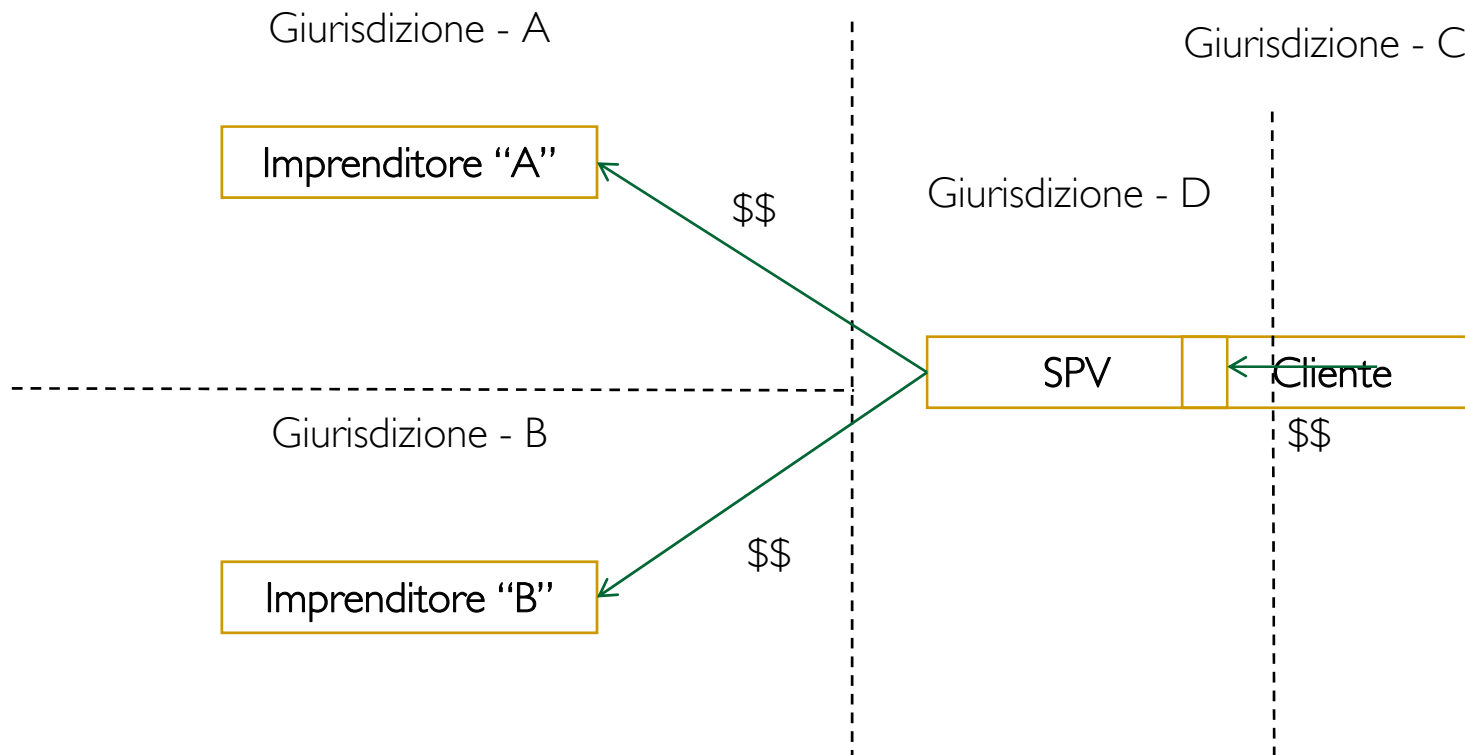 Giurisdizione - A
Giurisdizione - C
Imprenditore “A”
$$
Giurisdizione - D
SPV
Cliente
Giurisdizione - B
$$
$$
Imprenditore “B”